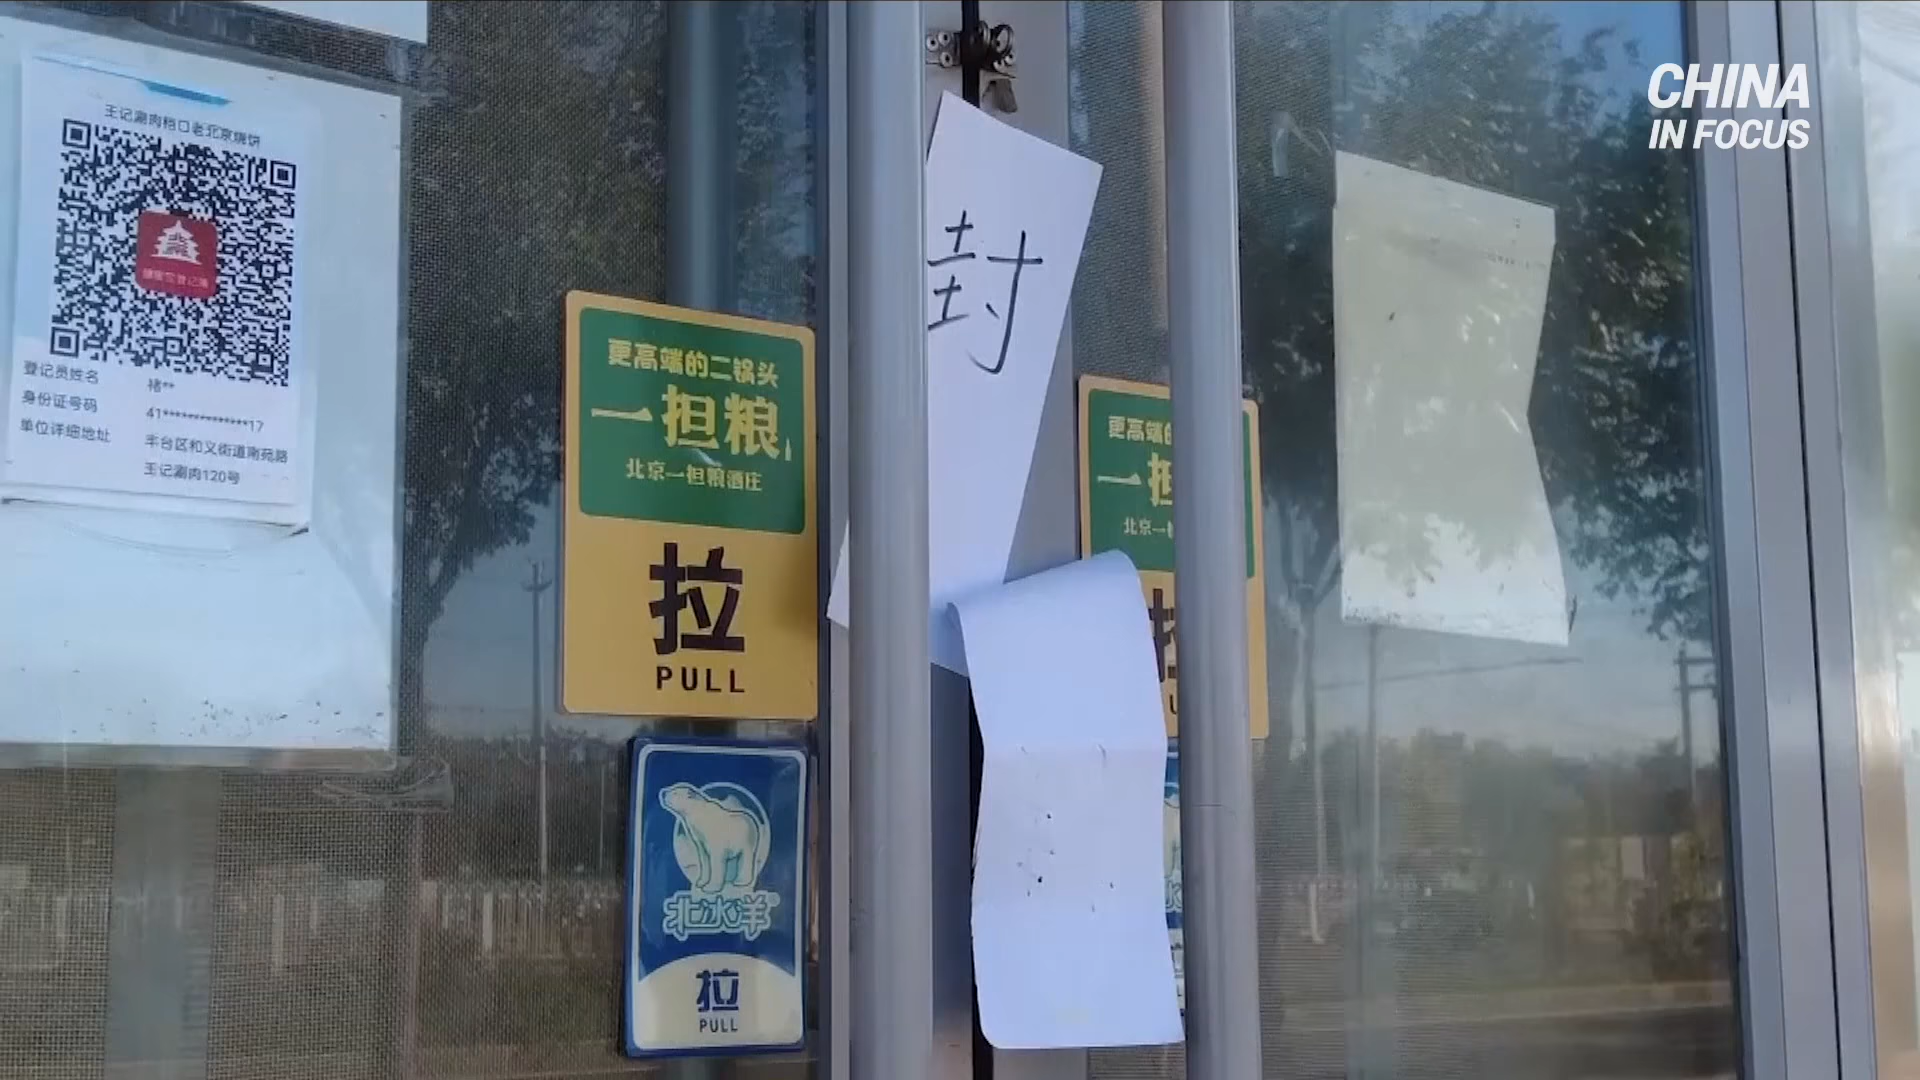 CHINA
IN FOCUS
王记涮肉档口老北京烧饼
登记员姓名 褚**
身份证号码 41**************17
单位详细地址 丰台区和义街道南苑路
王记涮肉120号
封
更高端的二锅头
一担粮
北京一担粮酒庄
拉
PULL
北冰洋
拉
PULL
更高端
一担
北京一